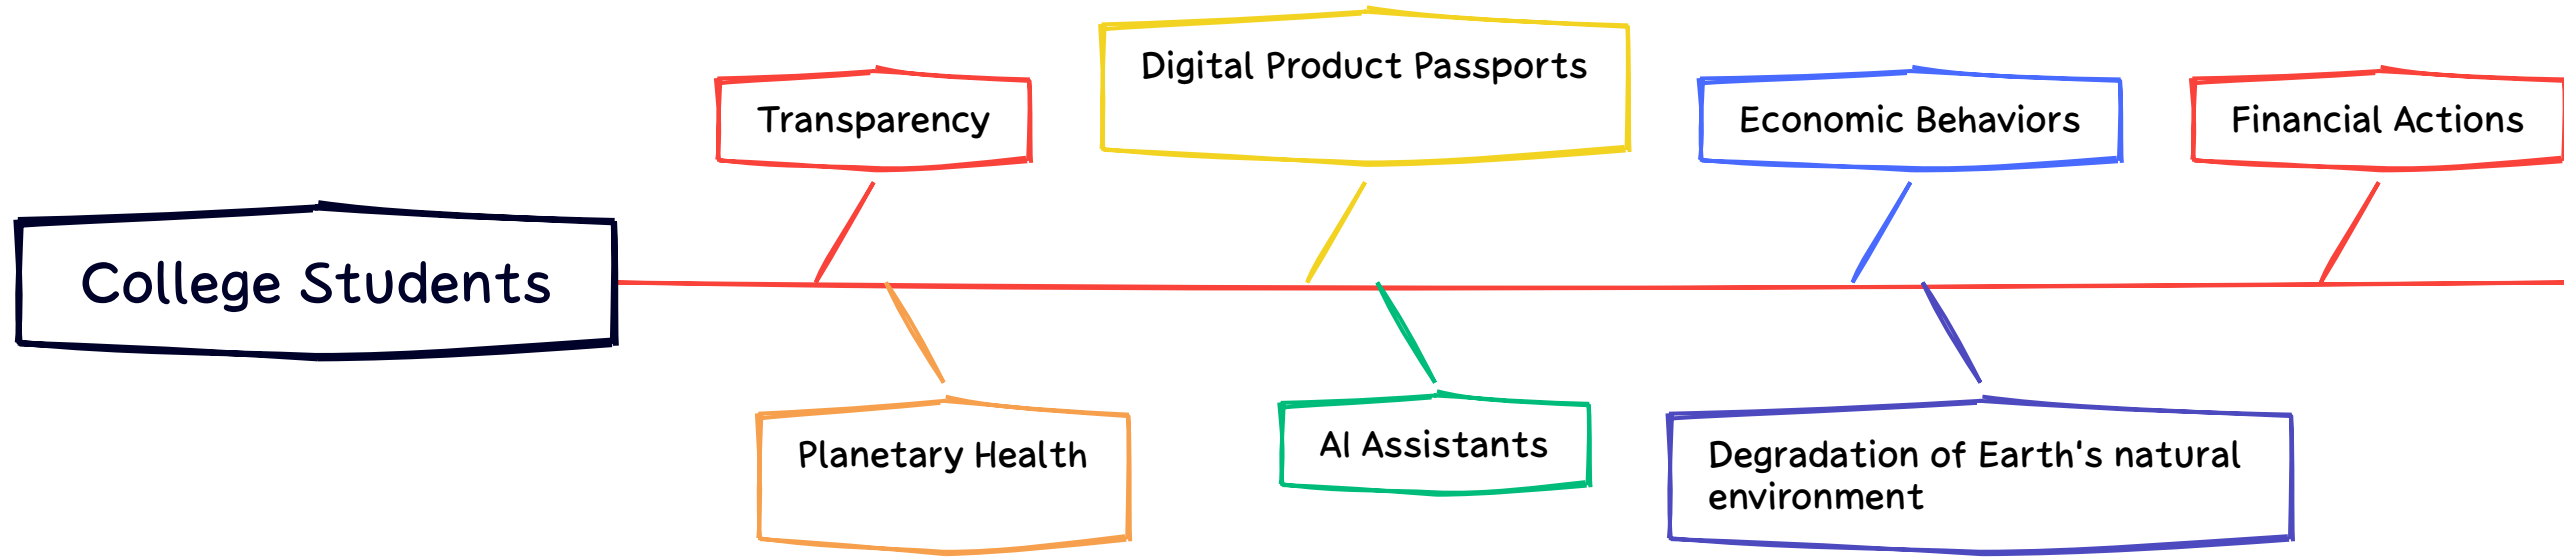 Digital Product Passports
Transparency
Economic Behaviors
Financial Actions
College Students
Planetary Health
AI Assistants
Degradation of Earth's natural
environment